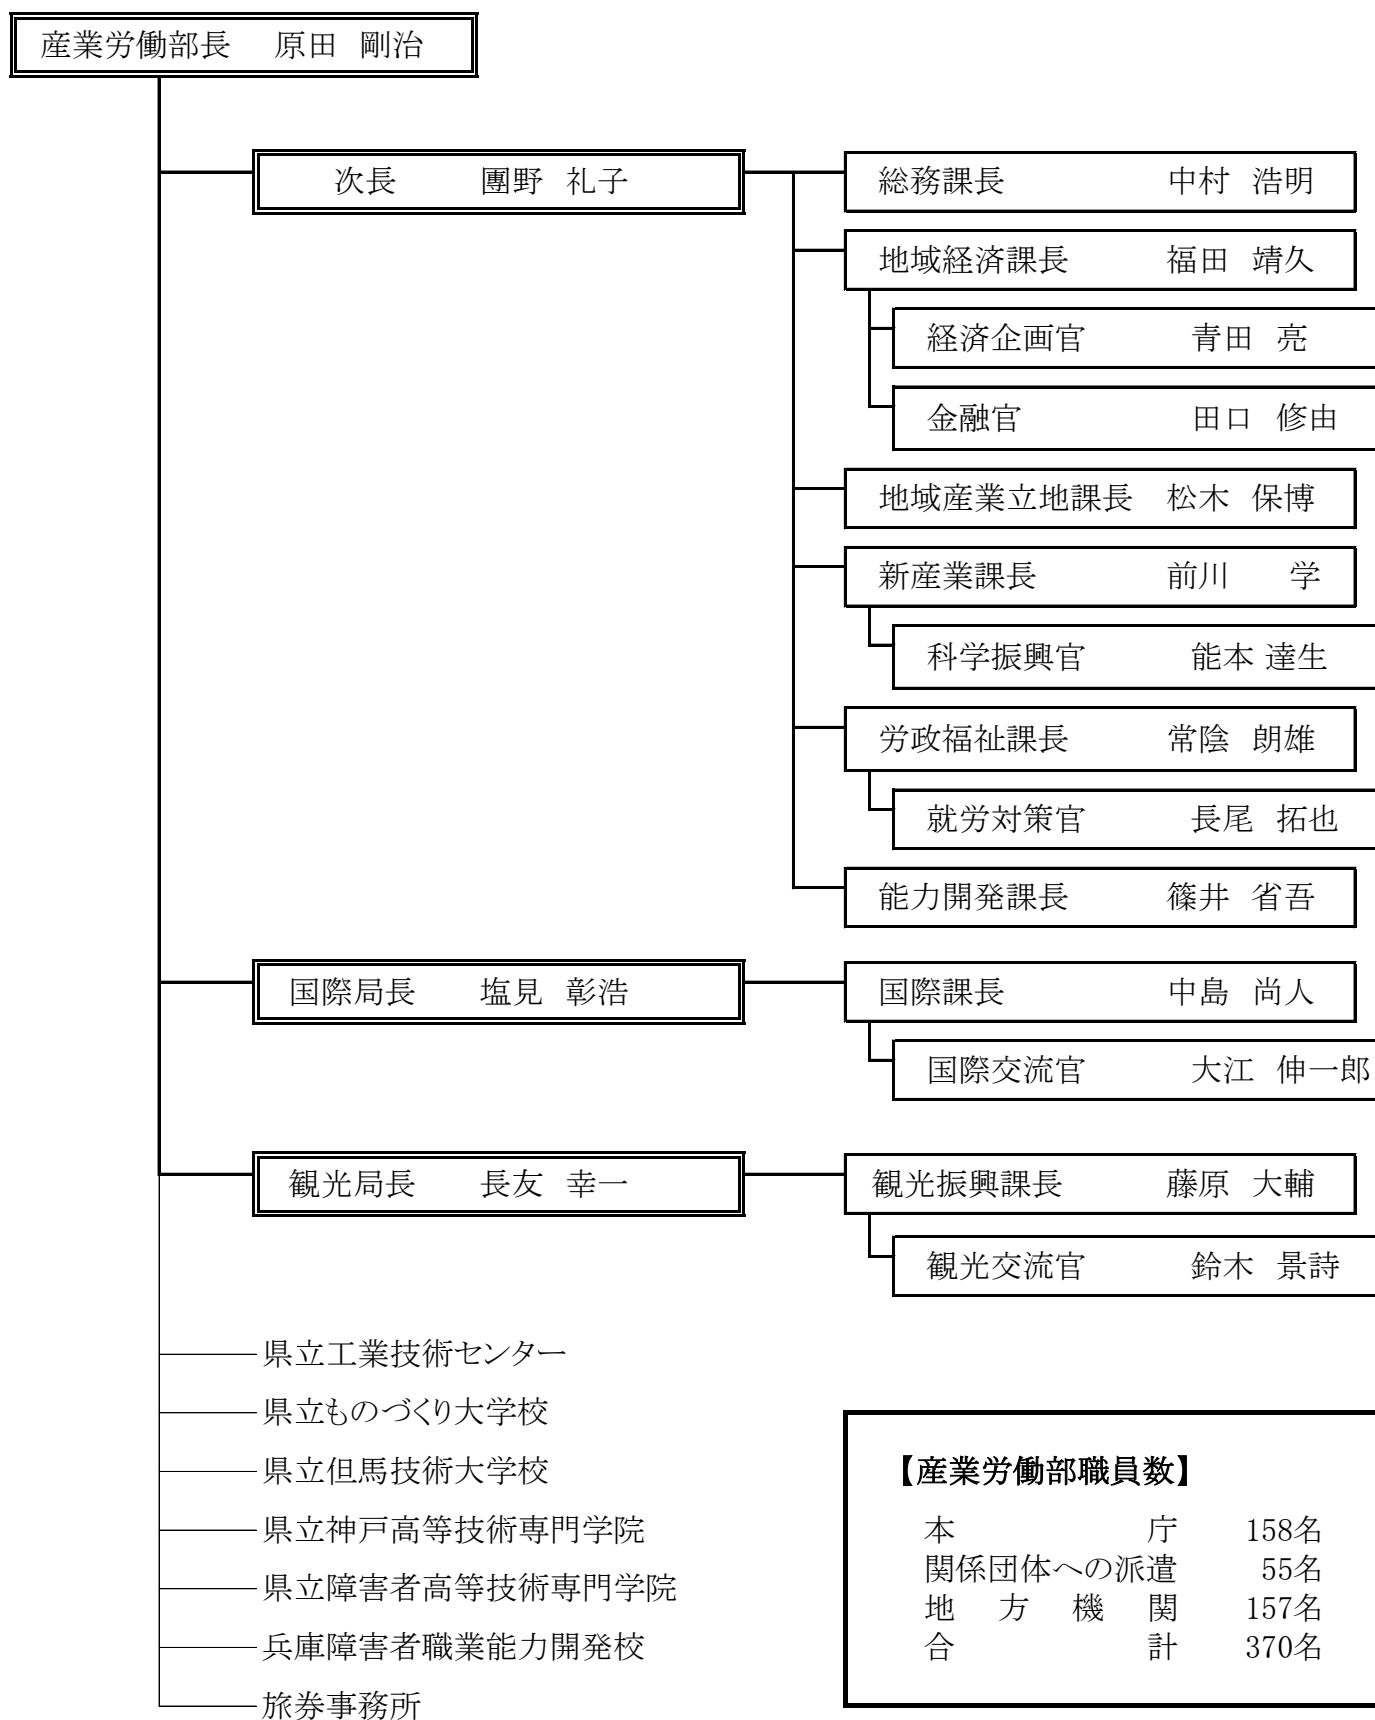 産業労働部長 原田 剛治
次長 團野 礼子
総務課長 中村 浩明
地域経済課長 福田 靖久
経済企画官 青田 亮
金融官 田口 修由
地域産業立地課長 松木 保博
新産業課長 前川 学
科学振興官 能本 達生
労政福祉課長 常陰 朗雄
就労対策官 長尾 拓也
能力開発課長 篠井 省吾
国際局長 塩見 彰浩
国際課長 中島 尚人
国際交流官 大江 伸一郎
観光局長 長友 幸一
観光振興課長 藤原 大輔
観光交流官 鈴木 景詩
県立工業技術センター
県立ものづくり大学校
県立但馬技術大学校
県立神戸高等技術専門学院
県立障害者高等技術専門学院
兵庫障害者職業能力開発校
旅券事務所
【産業労働部職員数】
本 庁 158名
関係団体への派遣 55名
地 方 機 関 157名
合 計 370名